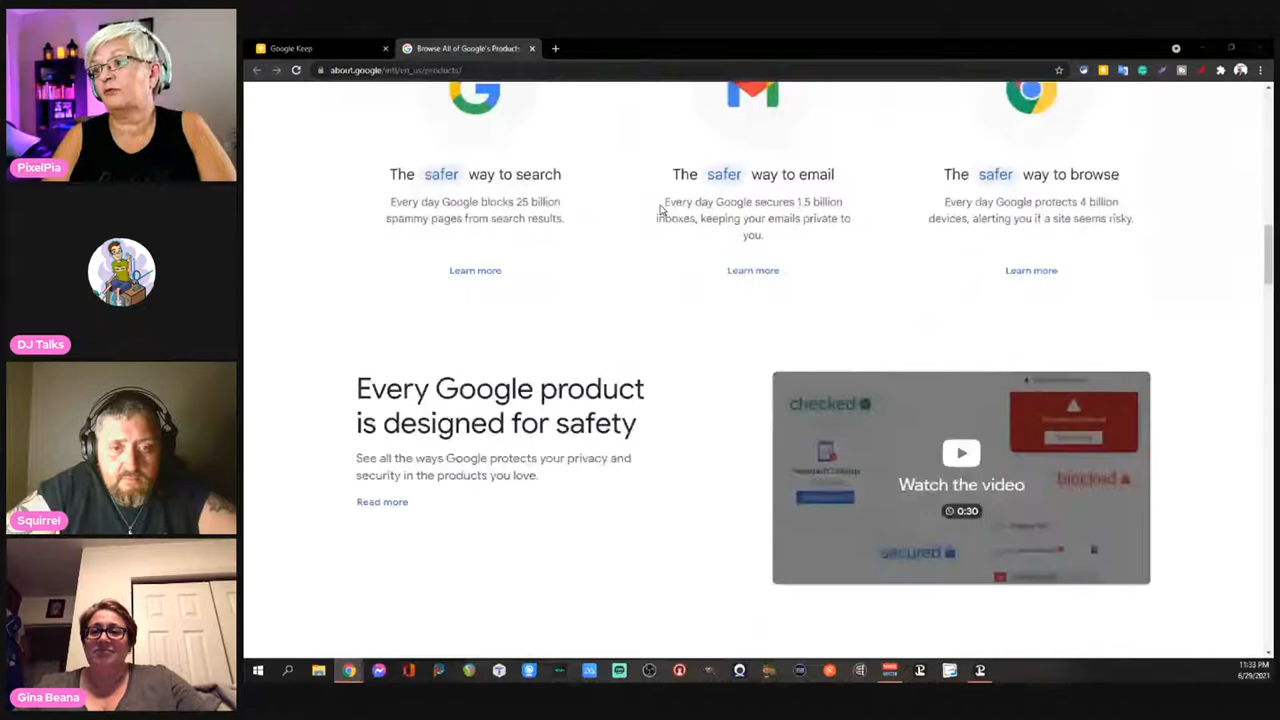 PixelPia
DJ Talks
Squirrel
Gina Beana
Google Keep
Browse All of Google's Products
about.google/intl/en_us/products/
The safer way to search
Every day Google blocks 25 billion
spammy pages from search results.
Learn more
The safer way to email
Every day Google secures 1.5 billion
inboxes, keeping your emails private to
you.
Learn more
The safer way to browse
Every day Google protects 4 billion
devices, alerting you if a site seems risky.
Learn more
Every Google product
is designed for safety
See all the ways Google protects your privacy and
security in the products you love.
Read more
checked
blocked
Watch the video
0:30
secured
11:33 PM
6/29/2021